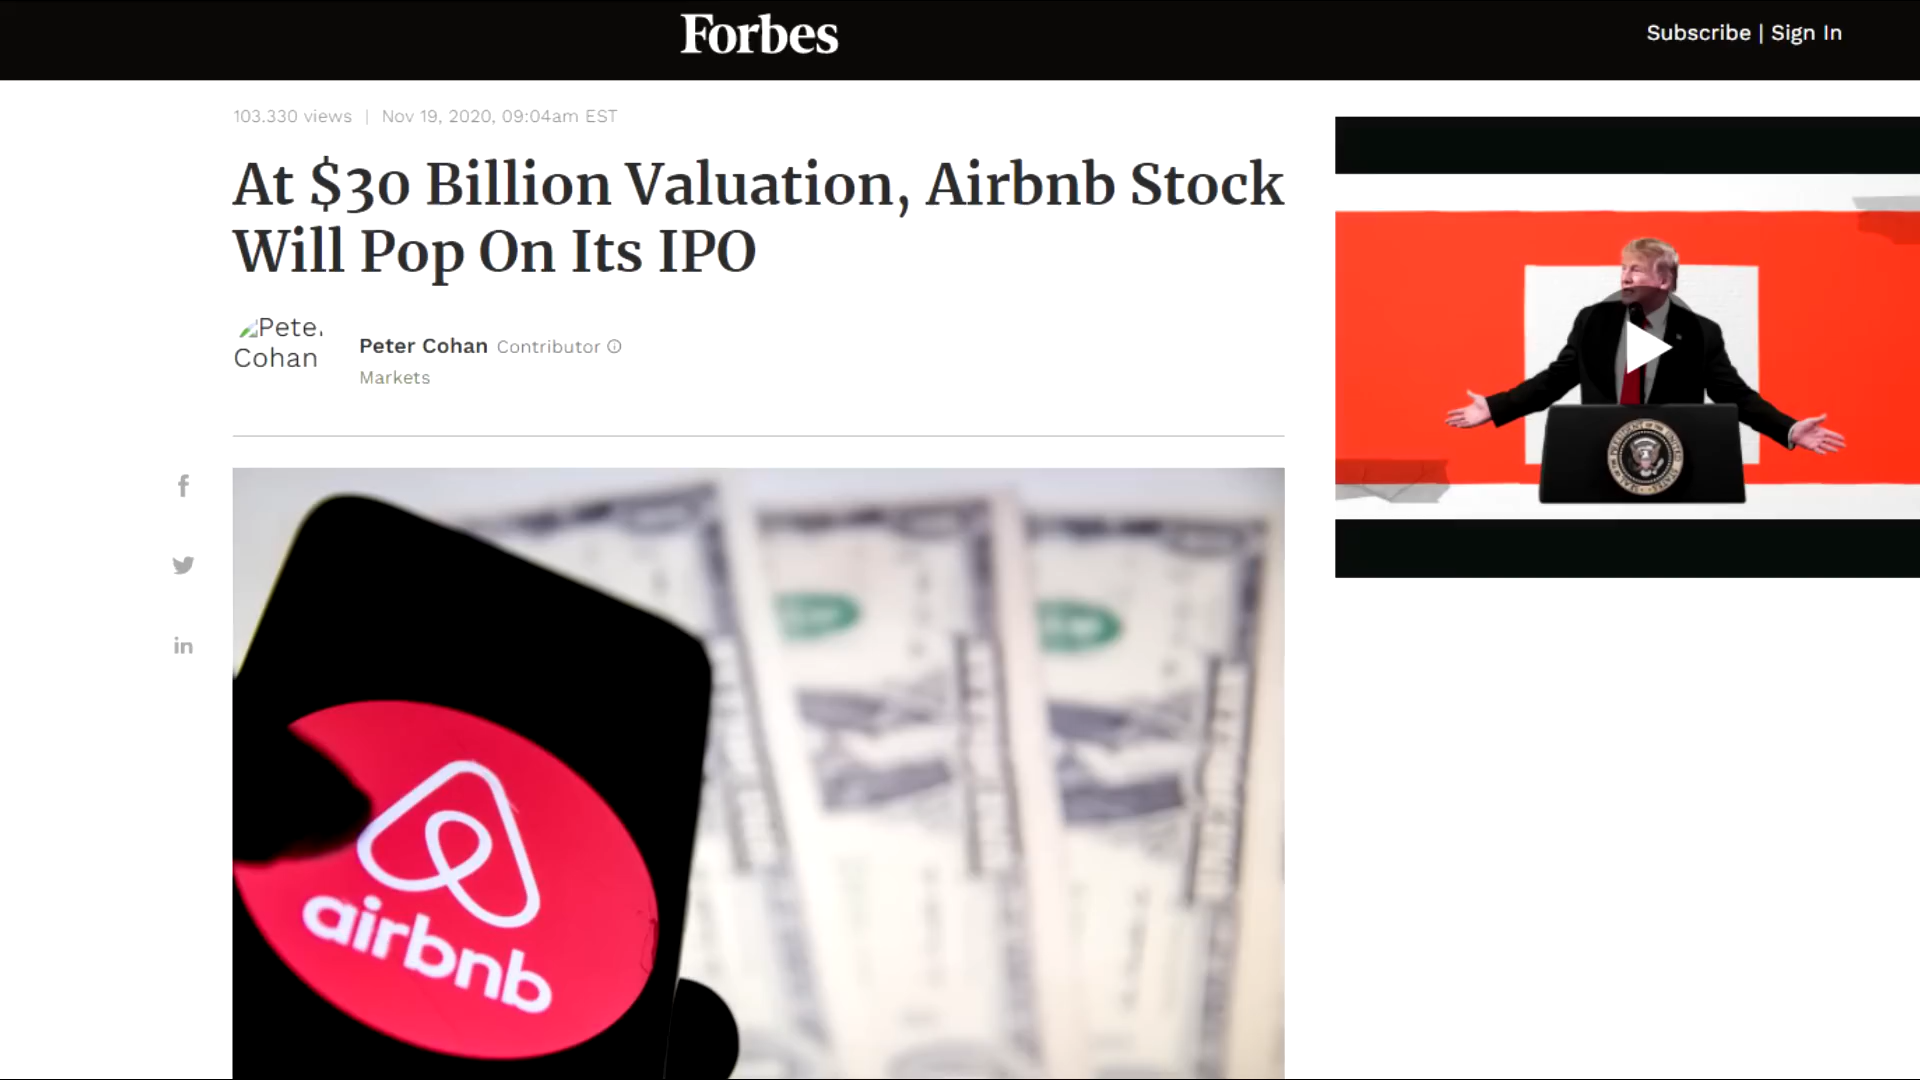 Forbes
Subscribe | Sign In
103.330 views | Nov 19, 2020, 09:04am EST
At $30 Billion Valuation, Airbnb Stock
Will Pop On Its IPO
Pete
Cohan
Peter Cohan Contributor
Markets
airbnb